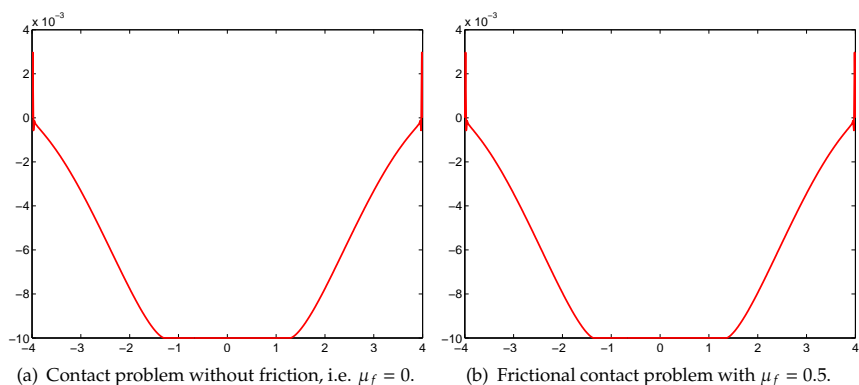 x 10⁻³
4
2
0
−2
−4
−6
−8
−10
−4 −3 −2 −1 0 1 2 3 4
(a) Contact problem without friction, i.e. μf = 0.
x 10⁻³
4
2
0
−2
−4
−6
−8
−10
−4 −3 −2 −1 0 1 2 3 4
(b) Frictional contact problem with μf = 0.5.